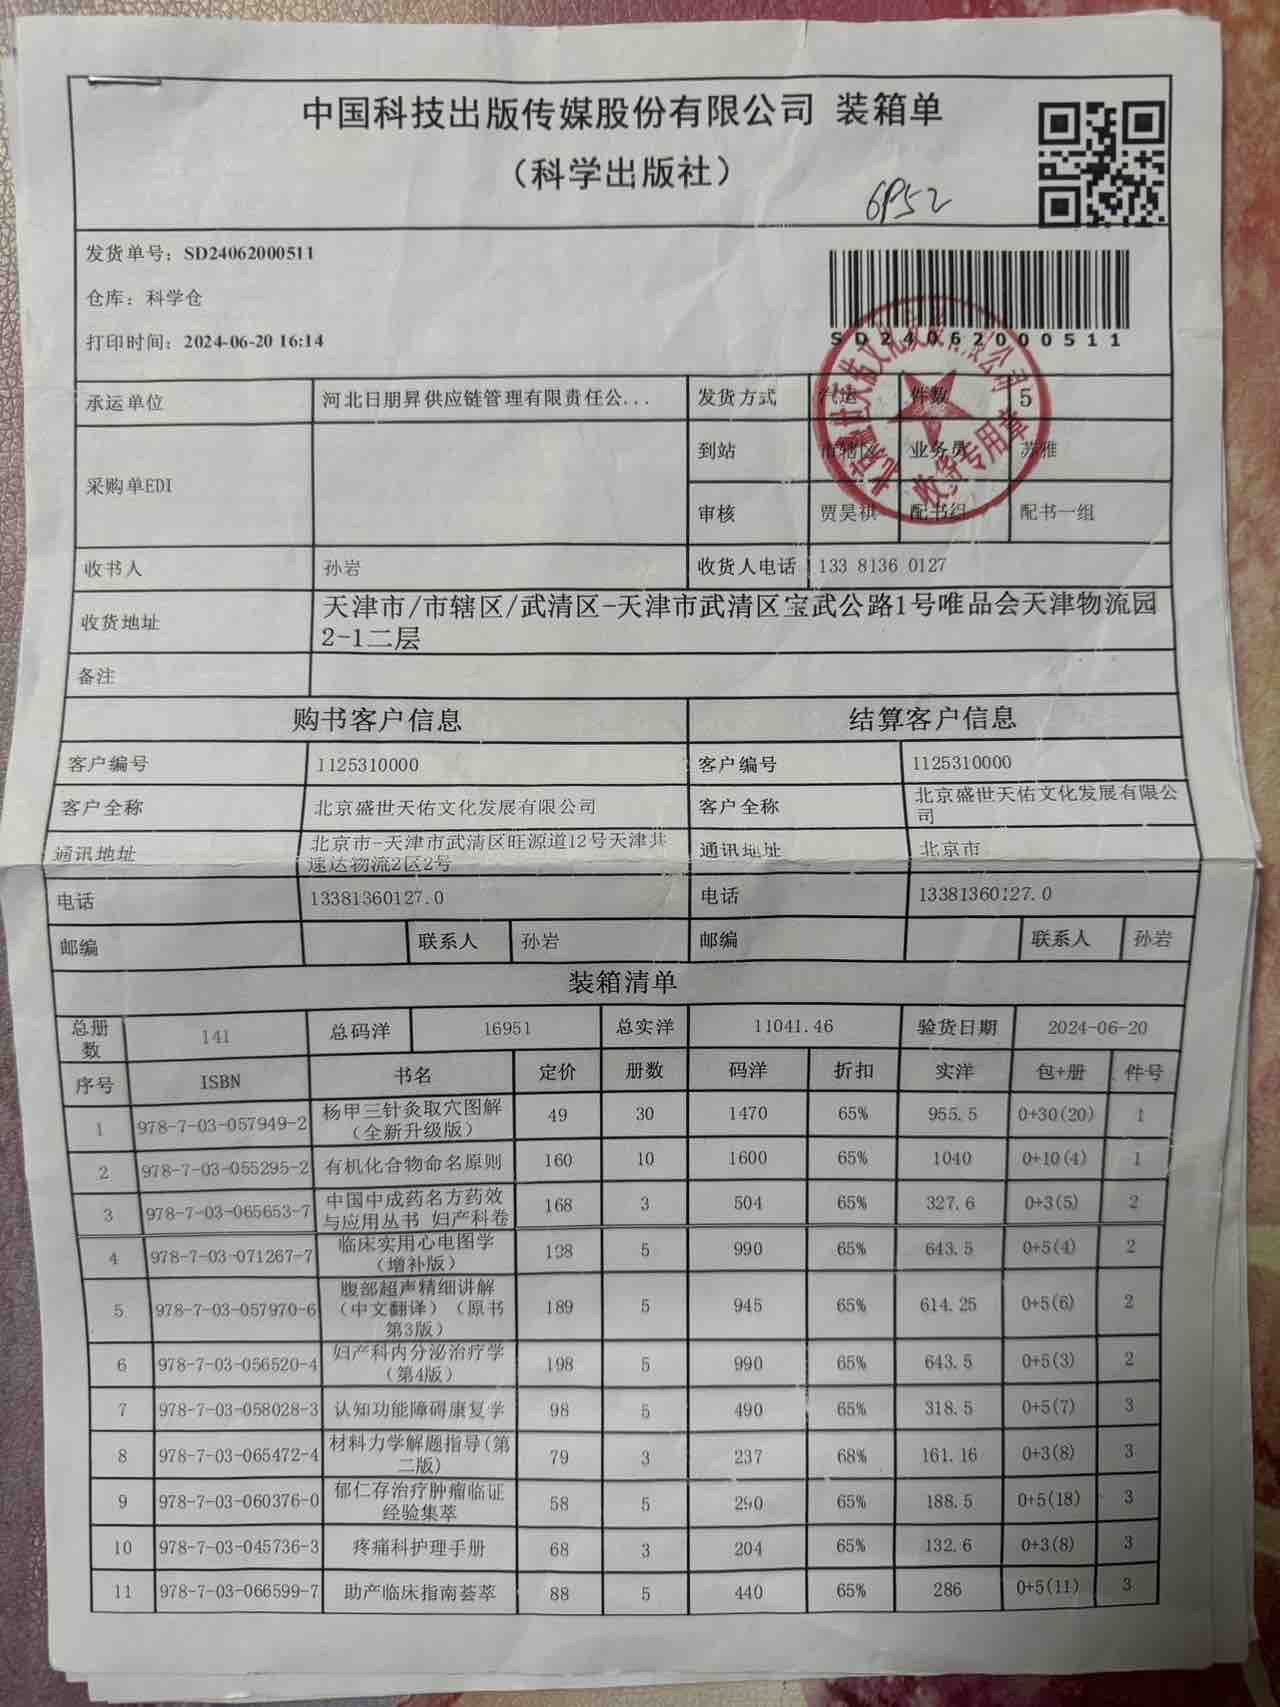 中国科技出版传媒股份有限公司 装箱单
（科学出版社）
6P52
发货单号：SD24062000511
仓库：科学仓
打印时间：2024-06-20 16:14
SD24062000511
承运单位 河北日朋昇供应链管理有限责任公... 发货方式 汽运 件数 5
采购单EDI 到站 市辖区 业务员 苏雅
审核 贾昊祺 配书组 配书一组
收货专用章
收书人 孙岩 收货人电话 133 8136 0127
收货地址 天津市/市辖区/武清区-天津市武清区宝武公路1号唯品会天津物流园
2-1二层
备注
购书客户信息 结算客户信息
客户编号 1125310000 客户编号 1125310000
客户全称 北京盛世天佑文化发展有限公司 客户全称 北京盛世天佑文化发展有限公
司
通讯地址 北京市-天津市武清区旺源道12号天津共
速达物流2区2号 通讯地址 北京市
电话 13381360127.0 电话 13381360127.0
邮编 联系人 孙岩 邮编 联系人 孙岩
装箱清单
总册
数 141 总码洋 16951 总实洋 11041.46 验货日期 2024-06-20
序号 ISBN 书名 定价 册数 码洋 折扣 实洋 包+册 件号
1 978-7-03-057949-2 杨甲三针灸取穴图解
（全新升级版） 49 30 1470 65% 955.5 0+30(20) 1
2 978-7-03-055295-2 有机化合物命名原则 160 10 1600 65% 1040 0+10(4) 1
3 978-7-03-065653-7 中国中成药名方药效
与应用丛书 妇产科卷 168 3 504 65% 327.6 0+3(5) 2
4 978-7-03-071267-7 临床实用心电图学
（增补版） 198 5 990 65% 643.5 0+5(4) 2
5 978-7-03-057970-6 腹部超声精细讲解
（中文翻译）（原书
第3版） 189 5 945 65% 614.25 0+5(6) 2
6 978-7-03-056520-4 妇产科内分泌治疗学
（第4版） 198 5 990 65% 643.5 0+5(3) 2
7 978-7-03-058028-3 认知功能障碍康复学 98 5 490 65% 318.5 0+5(7) 3
8 978-7-03-065472-4 材料力学解题指导(第
二版) 79 3 237 68% 161.16 0+3(8) 3
9 978-7-03-060376-0 郁仁存治疗肿瘤临证
经验集萃 58 5 290 65% 188.5 0+5(18) 3
10 978-7-03-045736-3 疼痛科护理手册 68 3 204 65% 132.6 0+3(8) 3
11 978-7-03-066599-7 助产临床指南荟萃 88 5 440 65% 286 0+5(11) 3